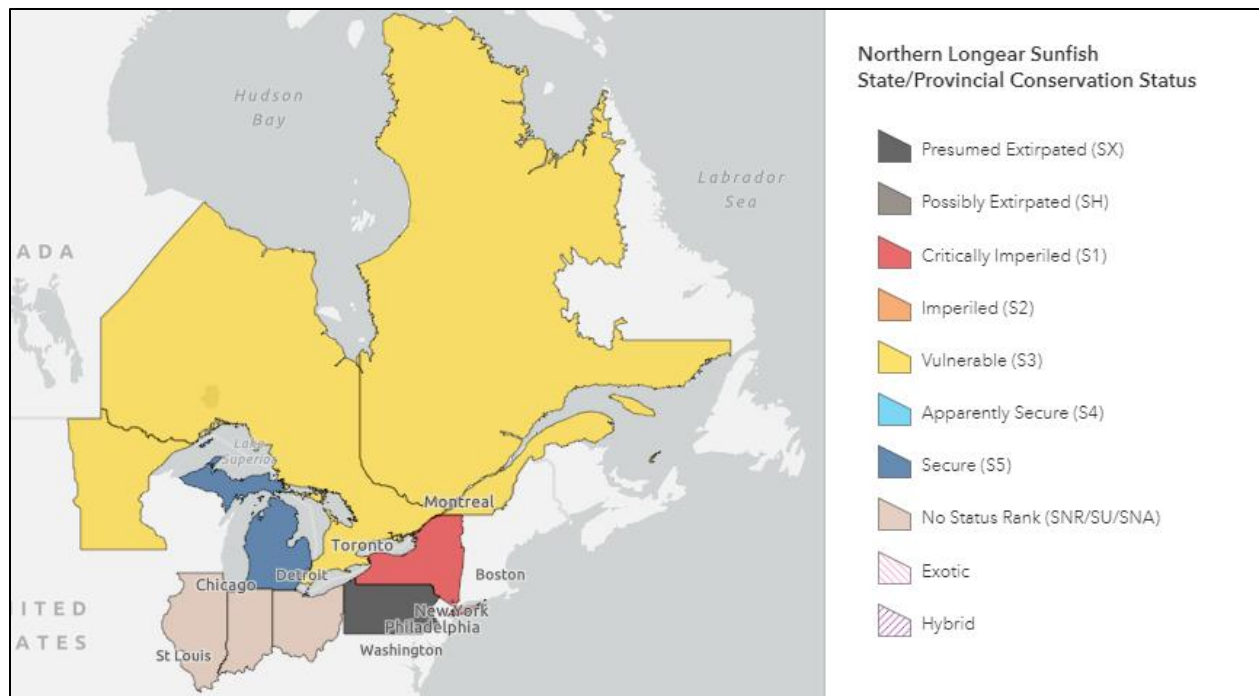 Hudson
Bay
Labrador
Sea
ADA
Lake
Superior
Montreal
Toronto
Detroit
Chicago
Boston
New York
Philadelphia
Washington
St Louis
ITED
ATES
Northern Longear Sunfish
State/Provincial Conservation Status
Presumed Extirpated (SX)
Possibly Extirpated (SH)
Critically Imperiled (S1)
Imperiled (S2)
Vulnerable (S3)
Apparently Secure (S4)
Secure (S5)
No Status Rank (SNR/SU/SNA)
Exotic
Hybrid